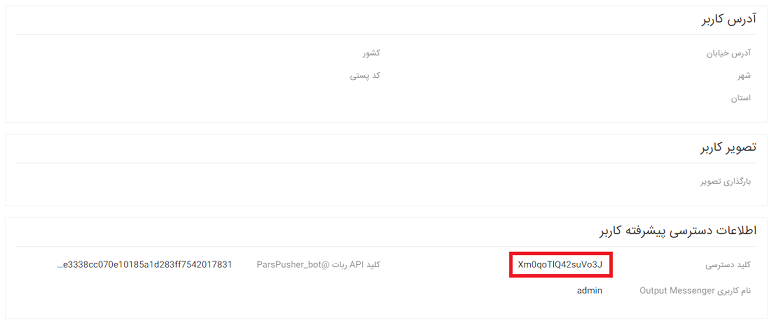 آدرس کاربر
آدرس خیابان
کشور
شهر
کد پستی
استان
تصویر کاربر
بارگذاری تصویر
اطلاعات دسترسی پیشرفته کاربر
کلید دسترسی Xm0qoTIQ42suVo3J
کلید API ربات @ParsPusher_bot e3338cc070e10185a1d283ff7542017831...
نام کاربری Output Messenger admin